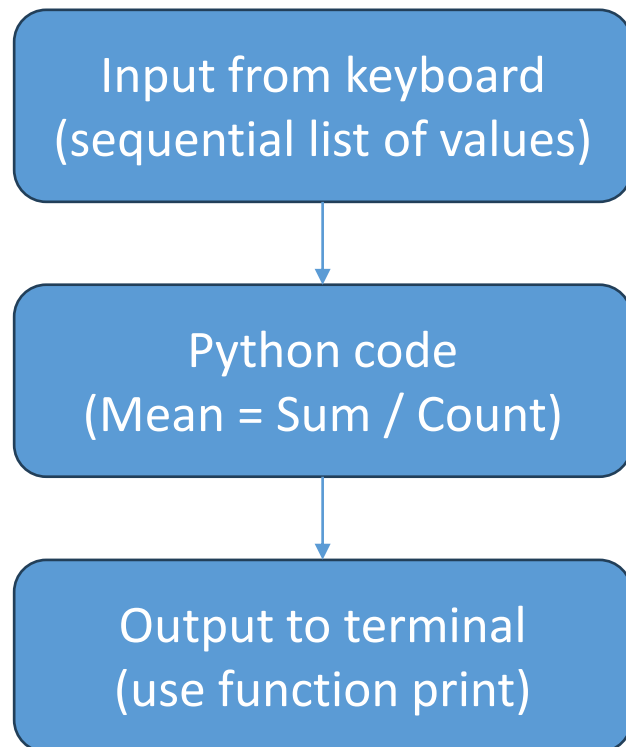 Input from keyboard
(sequential list of values)
Python code
(Mean = Sum / Count)
Output to terminal
(use function print)